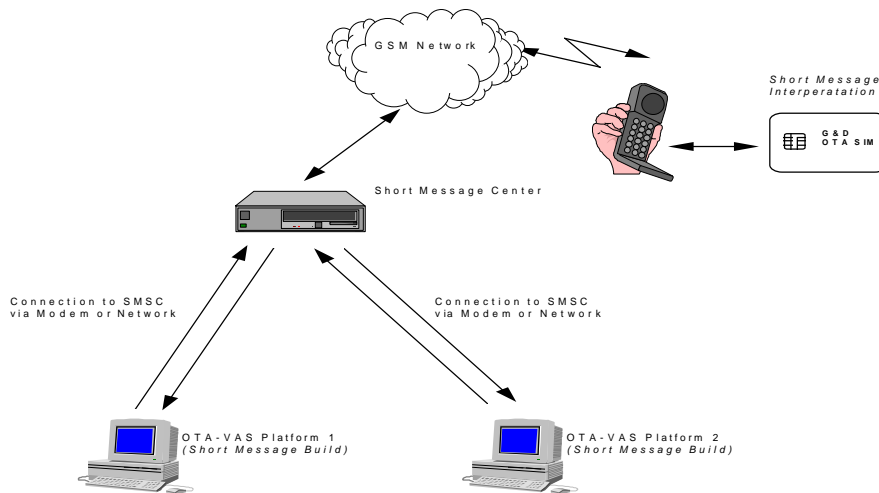 GSM Network
Short Message
Interperatation
G&D
OTA SIM
Short Message Center
Connection to SMSC
via Modem or Network
Connection to SMSC
via Modem or Network
OTA-VAS Platform 1
(Short Message Build)
OTA-VAS Platform 2
(Short Message Build)